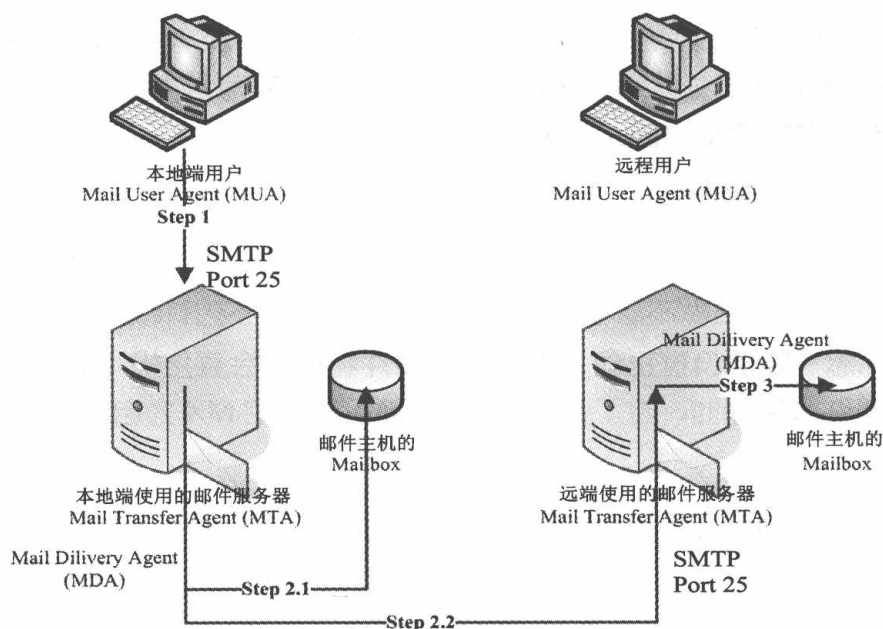 本地端用户
Mail User Agent (MUA)
Step 1
SMTP
Port 25
远程用户
Mail User Agent (MUA)
邮件主机的
Mailbox
本地端使用的邮件服务器
Mail Transfer Agent (MTA)
Mail Dilivery Agent
(MDA)
Step 2.1
Step 2.2
Mail Dilivery Agent
(MDA)
Step 3
邮件主机的
Mailbox
远端使用的邮件服务器
Mail Transfer Agent (MTA)
SMTP
Port 25